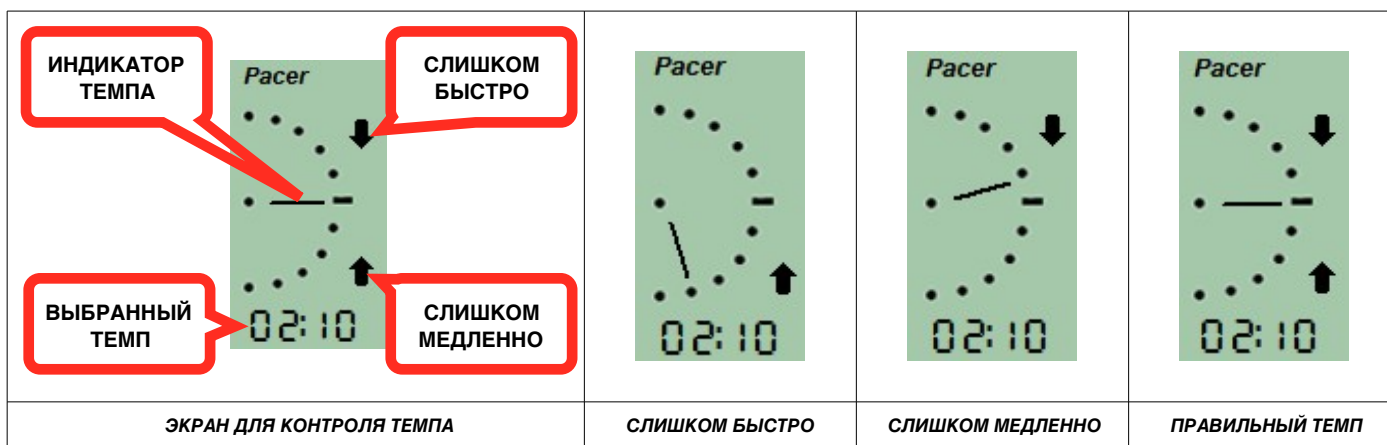 ИНДИКАТОР
ТЕМПА
Pacer
СЛИШКОМ
БЫСТРО
ВЫБРАННЫЙ
ТЕМП
02:10
СЛИШКОМ
МЕДЛЕННО
ЭКРАН ДЛЯ КОНТРОЛЯ ТЕМПА
Pacer
02:10
СЛИШКОМ БЫСТРО
Pacer
02:10
СЛИШКОМ МЕДЛЕННО
Pacer
02:10
ПРАВИЛЬНЫЙ ТЕМП